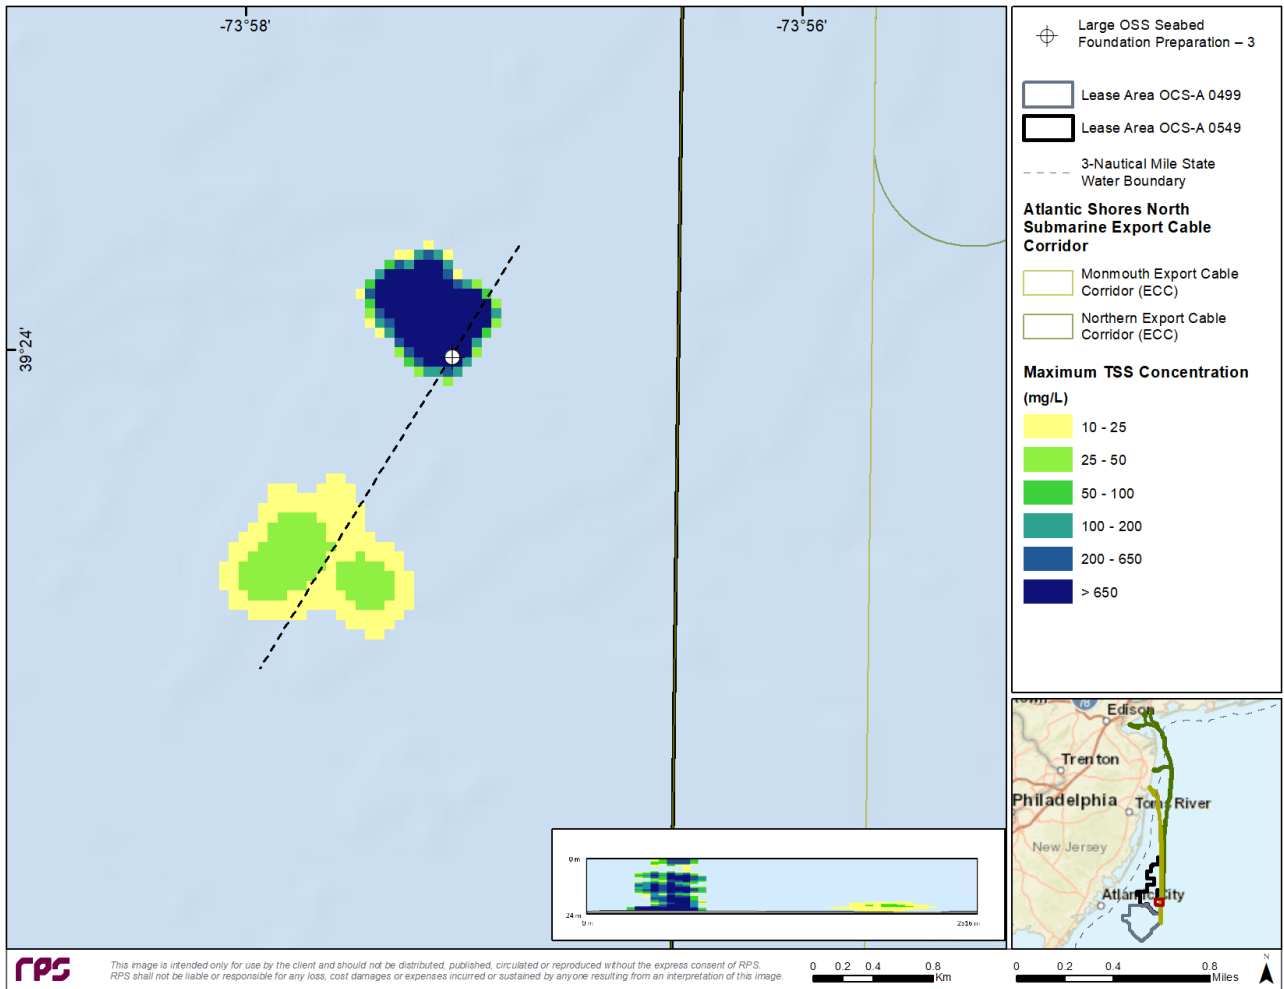 -73°58'
-73°56'
39°24'
Large OSS Seabed
Foundation Preparation – 3
Lease Area OCS-A 0499
Lease Area OCS-A 0549
3-Nautical Mile State
Water Boundary
Atlantic Shores North
Submarine Export Cable
Corridor
Monmouth Export Cable
Corridor (ECC)
Northern Export Cable
Corridor (ECC)
Maximum TSS Concentration
(mg/L)
10 - 25
25 - 50
50 - 100
100 - 200
200 - 650
> 650
0 m
24 m
0 m
2516 m
78
Edison
Trenton
Philadelphia
Toms River
New Jersey
Atlantic City
rps
This image is intended only for use by the client and should not be distributed, published, circulated or reproduced without the express consent of RPS.
RPS shall not be liable or responsible for any loss, cost damages or expenses incurred or sustained by anyone resulting from an interpretation of this image.
0 0.2 0.4 0.8
Km
0 0.2 0.4 0.8
Miles
N